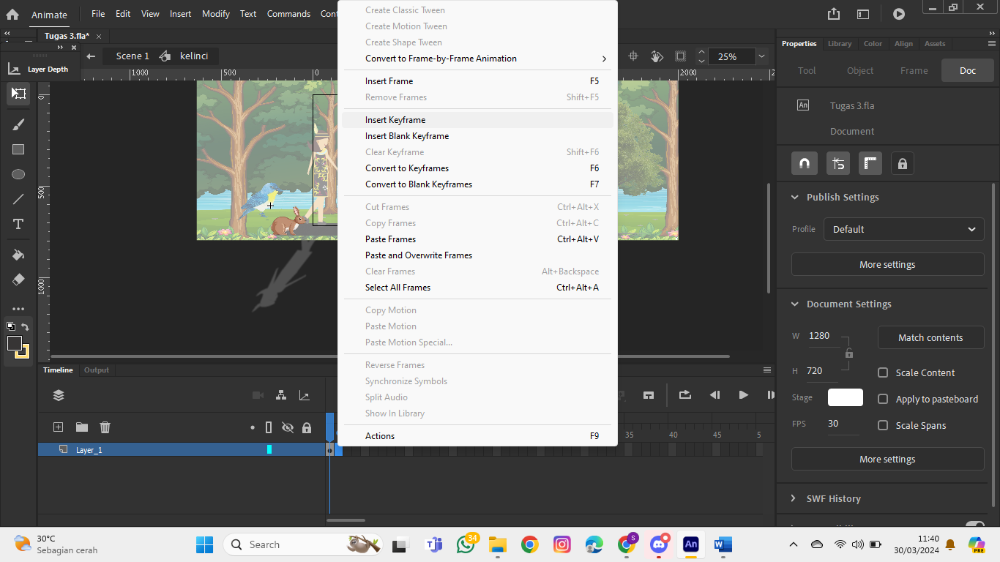 Animate
File Edit View Insert Modify Text Commands
Tugas 3.fla*
Scene 1 kelinci
25%
Layer Depth
1000 500 0 2000
0
500
1000
Create Classic Tween
Create Motion Tween
Create Shape Tween
Convert to Frame-by-Frame Animation
Insert Frame F5
Remove Frames Shift+F5
Insert Keyframe
Insert Blank Keyframe
Clear Keyframe Shift+F6
Convert to Keyframes F6
Convert to Blank Keyframes F7
Cut Frames Ctrl+Alt+X
Copy Frames Ctrl+Alt+C
Paste Frames Ctrl+Alt+V
Paste and Overwrite Frames
Clear Frames Alt+Backspace
Select All Frames Ctrl+Alt+A
Copy Motion
Paste Motion
Paste Motion Special...
Reverse Frames
Synchronize Symbols
Split Audio
Show In Library
Actions F9
Properties Library Color Align Assets
Tool Object Frame Doc
An Tugas 3.fla
Document
Publish Settings
Profile Default
More settings
Document Settings
W 1280 Match contents
H 720 Scale Content
Stage Apply to pasteboard
FPS 30 Scale Spans
More settings
SWF History
Timeline Output
35 40 45 5
Layer_1
30°C
Sebagian cerah
Search
34
S
An
W
11:40
30/03/2024
PRE